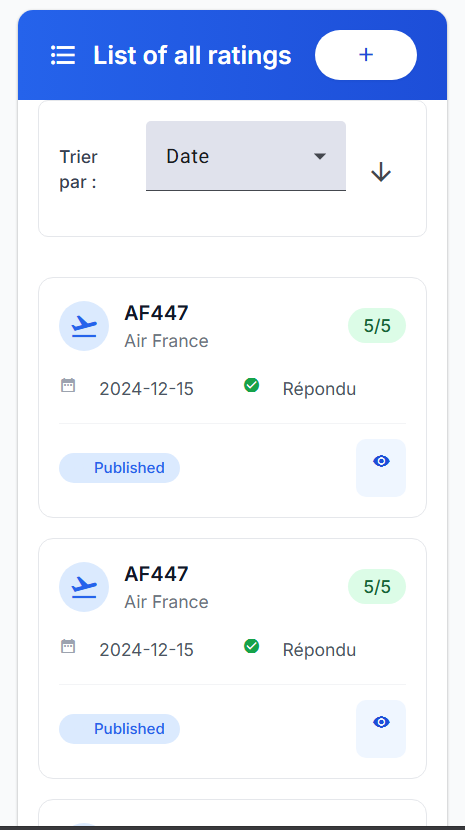 List of all ratings
+
Trier
par :
Date
AF447
Air France
5/5
2024-12-15
Répondu
Published
AF447
Air France
5/5
2024-12-15
Répondu
Published